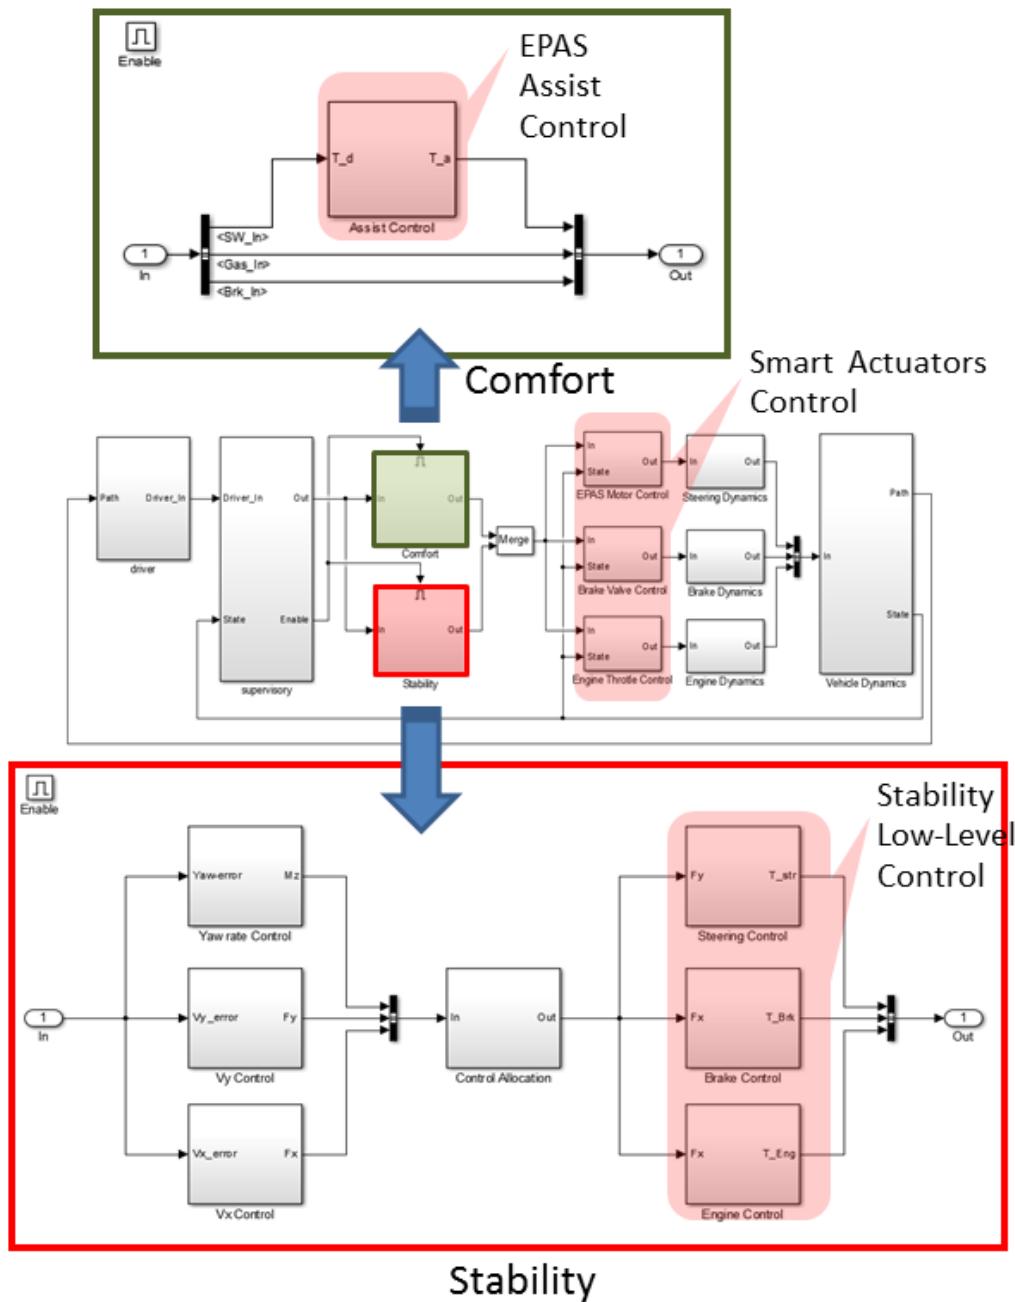 Enable
EPAS
Assist
Control
T_d
T_a
Assist Control
<SW_In>
<Gas_In>
<Brk_In>
1
In
1
Out
Comfort
Smart Actuators
Control
Path
Driver_In
driver
Driver_In
Out
State
Enable
supervisory
In
Out
Comfort
In
Out
Stability
Merge
In
State
Out
EPAS Motor Control
In
Out
Steering Dynamics
In
State
Out
Brake Valve Control
In
Out
Brake Dynamics
In
State
Out
Engine Throtle Control
In
Out
Engine Dynamics
In
Path
State
Vehicle Dynamics
Enable
Stability
Low-Level
Control
Yaw-error
Mz
Yaw rate Control
Vy_error
Fy
Vy Control
Vx_error
Fx
Vx Control
1
In
In
Out
Control Allocation
Fy
T_str
Steering Control
Fx
T_Brk
Brake Control
Fx
T_Eng
Engine Control
1
Out
Stability